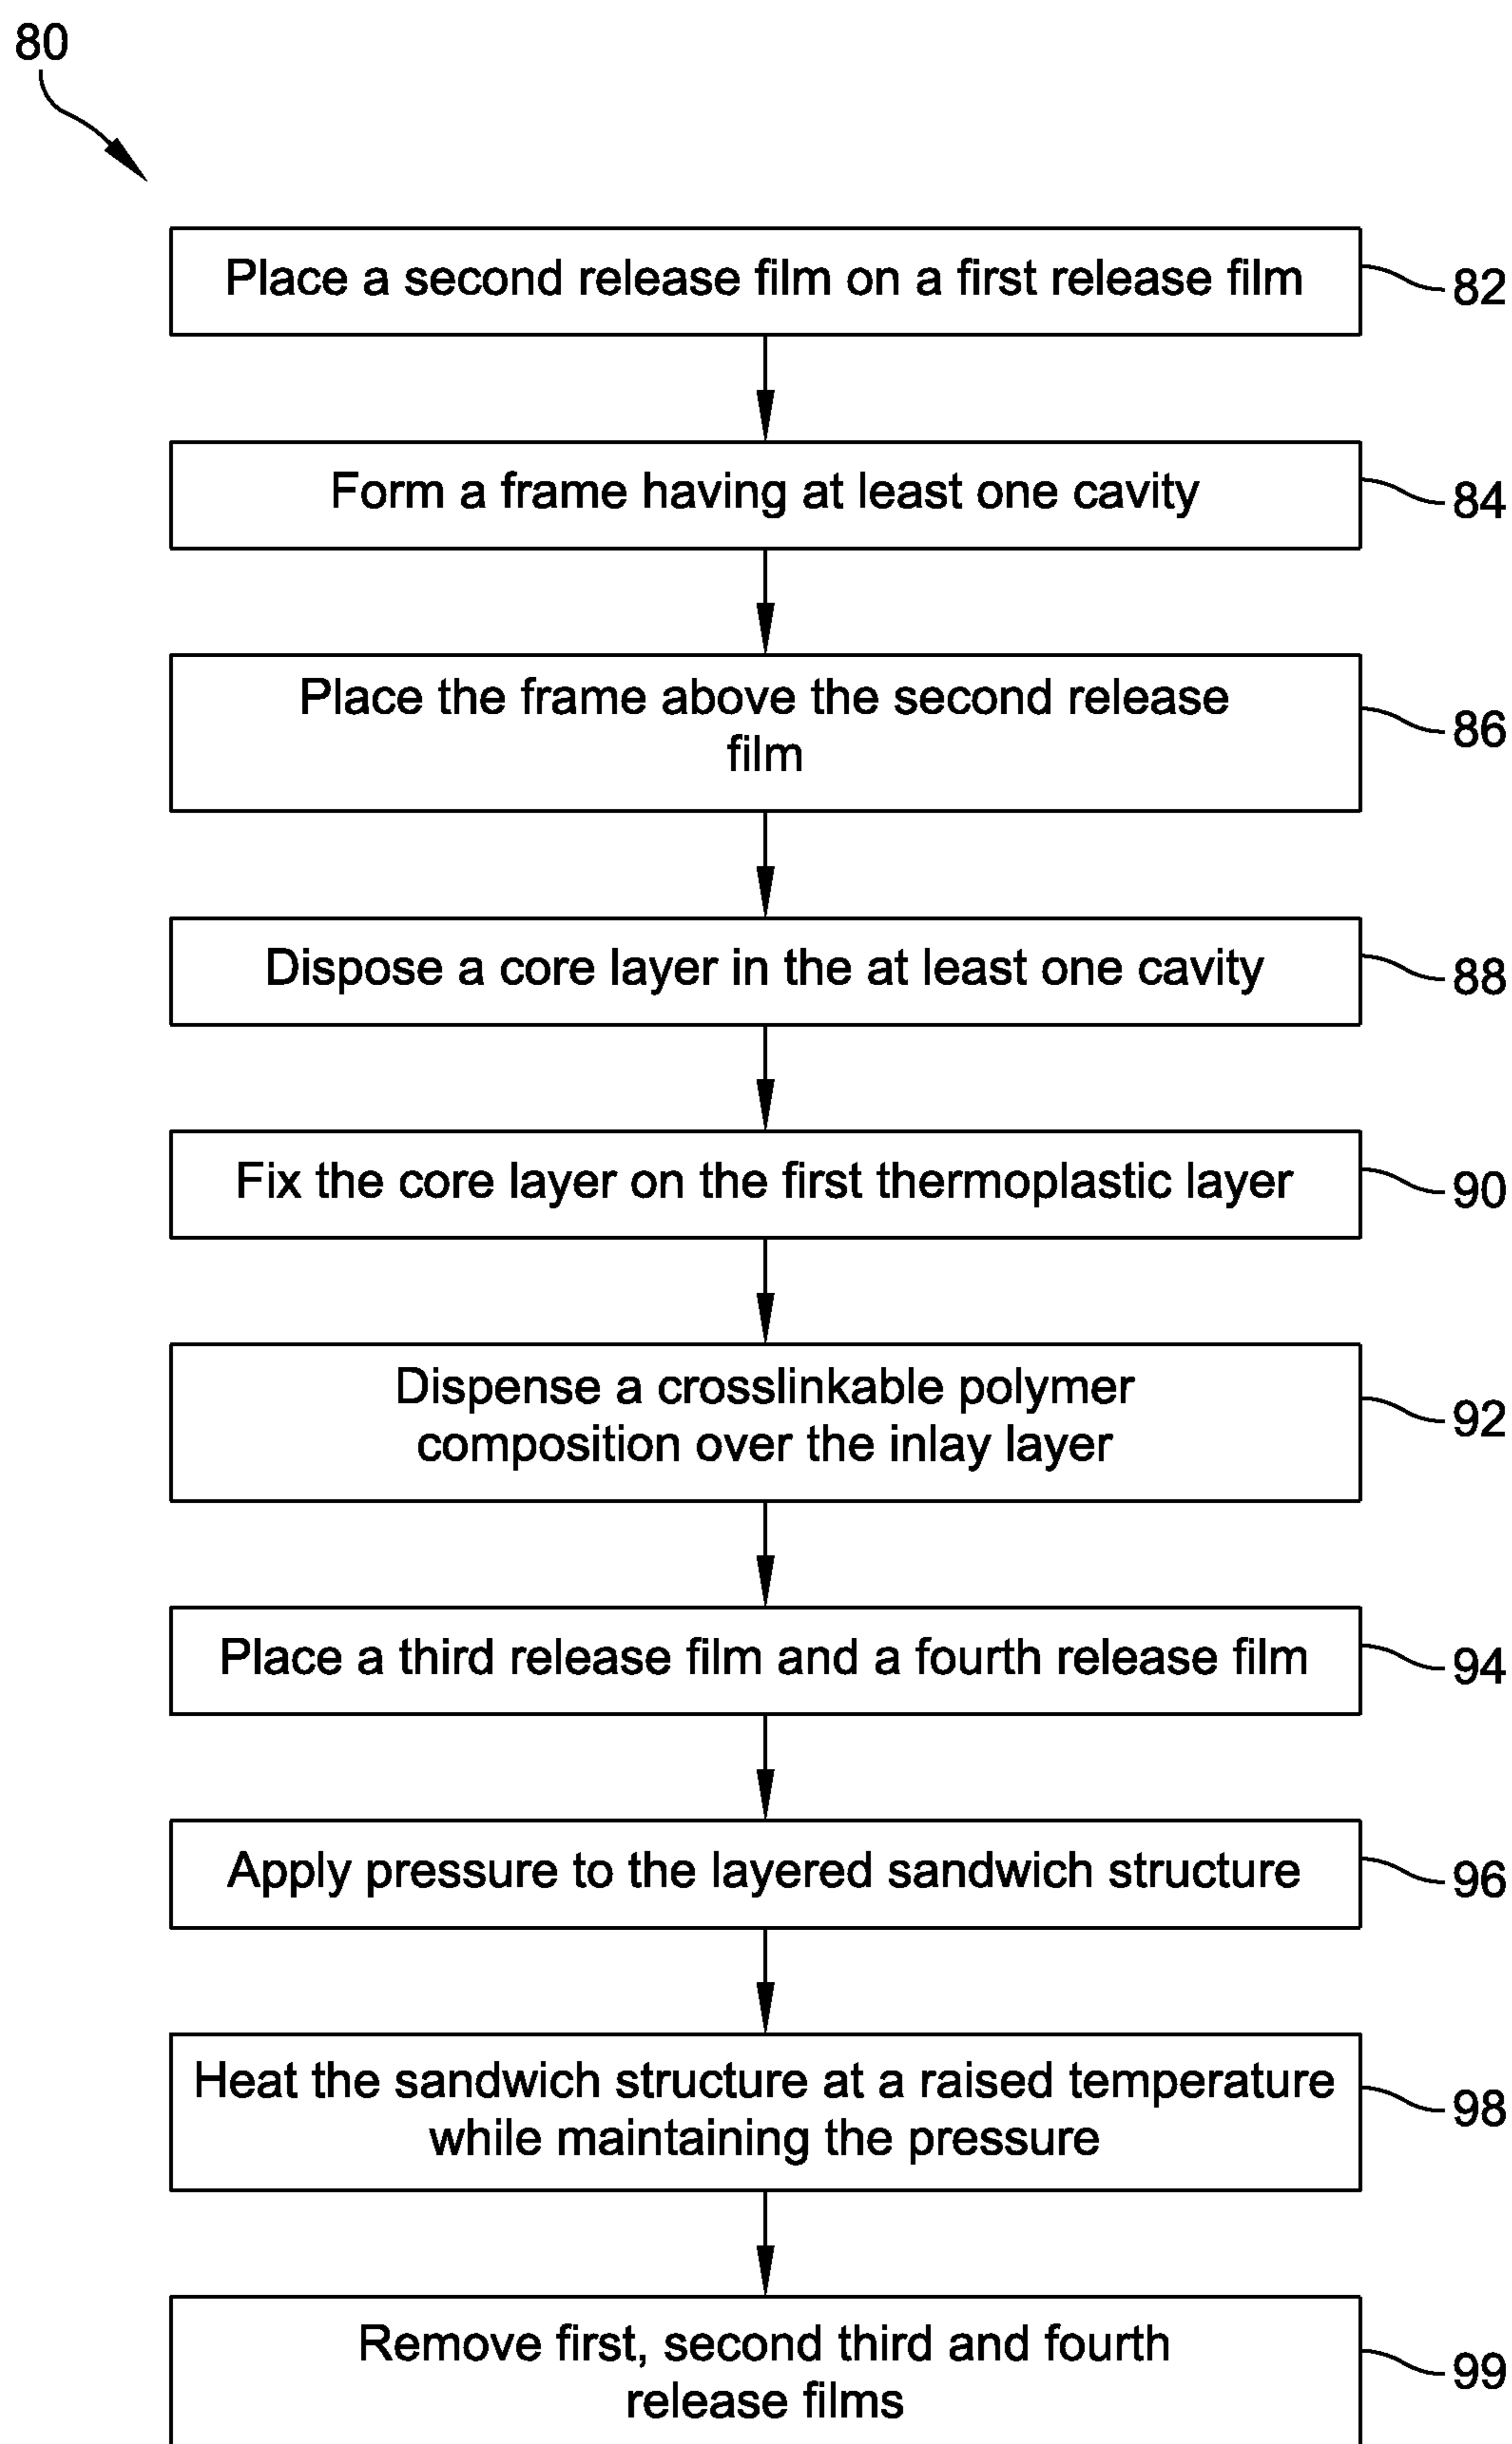 80
Place a second release film on a first release film
82
Form a frame having at least one cavity
84
Place the frame above the second release
film
86
Dispose a core layer in the at least one cavity
88
Fix the core layer on the first thermoplastic layer
90
Dispense a crosslinkable polymer
composition over the inlay layer
92
Place a third release film and a fourth release film
94
Apply pressure to the layered sandwich structure
96
Heat the sandwich structure at a raised temperature
while maintaining the pressure
98
Remove first, second third and fourth
release films
99